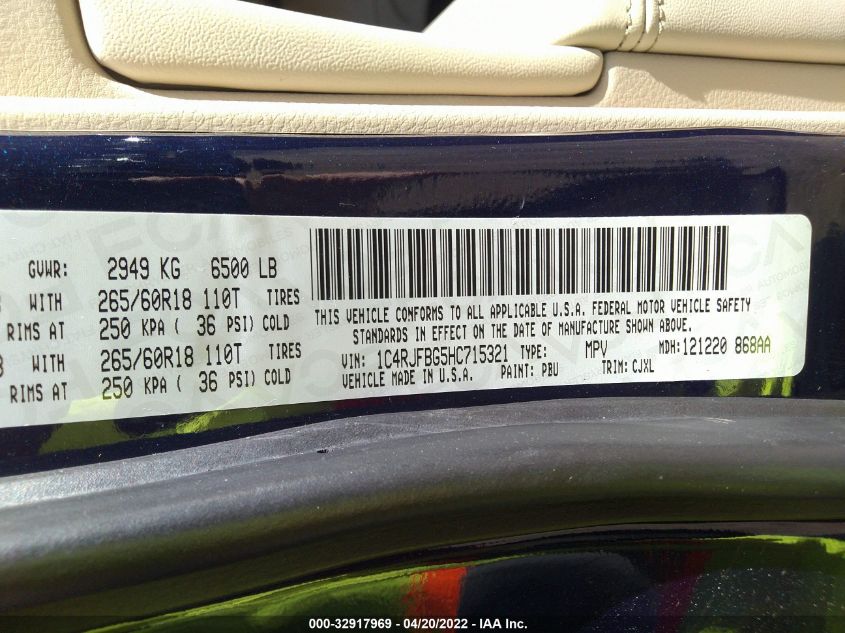 GVWR: 2949 KG 6500 LB
WITH 265/60R18 110T TIRES
RIMS AT 250 KPA ( 36 PSI) COLD
WITH 265/60R18 110T TIRES
RIMS AT 250 KPA ( 36 PSI) COLD
THIS VEHICLE CONFORMS TO ALL APPLICABLE U.S.A. FEDERAL MOTOR VEHICLE SAFETY
STANDARDS IN EFFECT ON THE DATE OF MANUFACTURE SHOWN ABOVE.
VIN: 1C4RJFBG5HC715321 TYPE: MPV MDH: 121220 868AA
VEHICLE MADE IN U.S.A. PAINT: PBU TRIM: CJXL
000-32917969 - 04/20/2022 - IAA Inc.